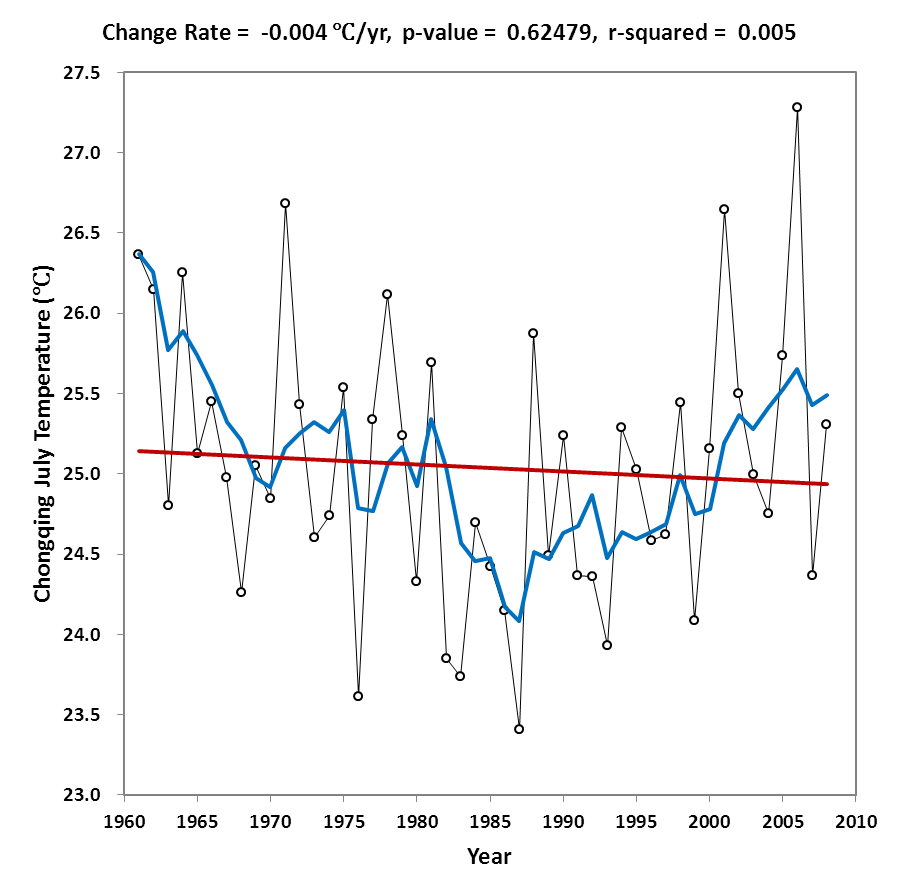 Change Rate = -0.004 ℃/yr, p-value = 0.62479, r-squared = 0.005
27.5
27.0
26.5
26.0
25.5
25.0
24.5
24.0
23.5
23.0
Chongqing July Temperature (℃)
1960 1965 1970 1975 1980 1985 1990 1995 2000 2005 2010
Year